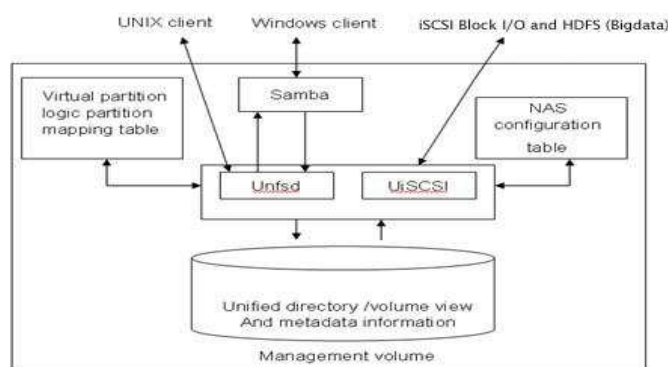 UNIX client
Windows client
iSCSI Block I/O and HDFS (Bigdata)
Virtual partition
logic partition
mapping table
Samba
NAS
configuration
table
Unfsd
UiSCSI
Unified directory /volume view
And metadata information
Management volume